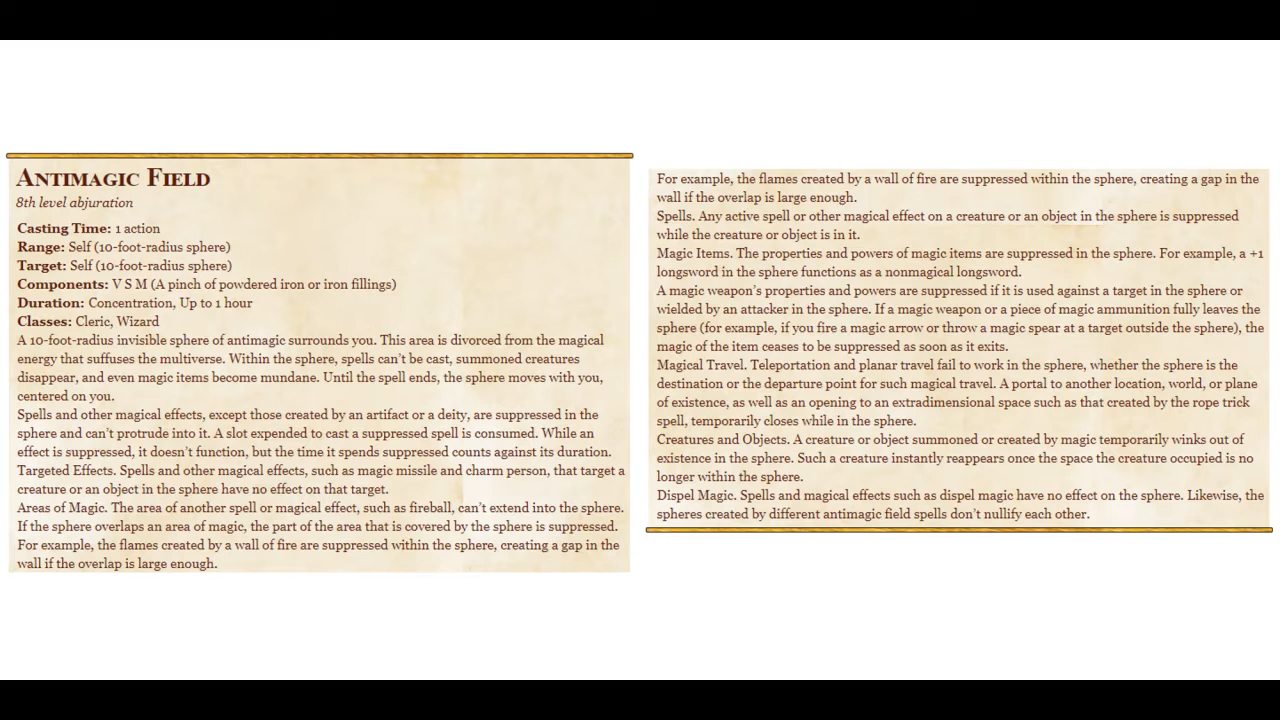 Antimagic Field
8th level abjuration
Casting Time: 1 action
Range: Self (10-foot-radius sphere)
Target: Self (10-foot-radius sphere)
Components: V S M (A pinch of powdered iron or iron fillings)
Duration: Concentration, Up to 1 hour
Classes: Cleric, Wizard
A 10-foot-radius invisible sphere of antimagic surrounds you. This area is divorced from the magical
energy that suffuses the multiverse. Within the sphere, spells can't be cast, summoned creatures
disappear, and even magic items become mundane. Until the spell ends, the sphere moves with you,
centered on you.
Spells and other magical effects, except those created by an artifact or a deity, are suppressed in the
sphere and can't protrude into it. A slot expended to cast a suppressed spell is consumed. While an
effect is suppressed, it doesn't function, but the time it spends suppressed counts against its duration.
Targeted Effects. Spells and other magical effects, such as magic missile and charm person, that target a
creature or an object in the sphere have no effect on that target.
Areas of Magic. The area of another spell or magical effect, such as fireball, can't extend into the sphere.
If the sphere overlaps an area of magic, the part of the area that is covered by the sphere is suppressed.
For example, the flames created by a wall of fire are suppressed within the sphere, creating a gap in the
wall if the overlap is large enough.
For example, the flames created by a wall of fire are suppressed within the sphere, creating a gap in the
wall if the overlap is large enough.
Spells. Any active spell or other magical effect on a creature or an object in the sphere is suppressed
while the creature or object is in it.
Magic Items. The properties and powers of magic items are suppressed in the sphere. For example, a +1
longsword in the sphere functions as a nonmagical longsword.
A magic weapon's properties and powers are suppressed if it is used against a target in the sphere or
wielded by an attacker in the sphere. If a magic weapon or a piece of magic ammunition fully leaves the
sphere (for example, if you fire a magic arrow or throw a magic spear at a target outside the sphere), the
magic of the item ceases to be suppressed as soon as it exits.
Magical Travel. Teleportation and planar travel fail to work in the sphere, whether the sphere is the
destination or the departure point for such magical travel. A portal to another location, world, or plane
of existence, as well as an opening to an extradimensional space such as that created by the rope trick
spell, temporarily closes while in the sphere.
Creatures and Objects. A creature or object summoned or created by magic temporarily winks out of
existence in the sphere. Such a creature instantly reappears once the space the creature occupied is no
longer within the sphere.
Dispel Magic. Spells and magical effects such as dispel magic have no effect on the sphere. Likewise, the
spheres created by different antimagic field spells don't nullify each other.